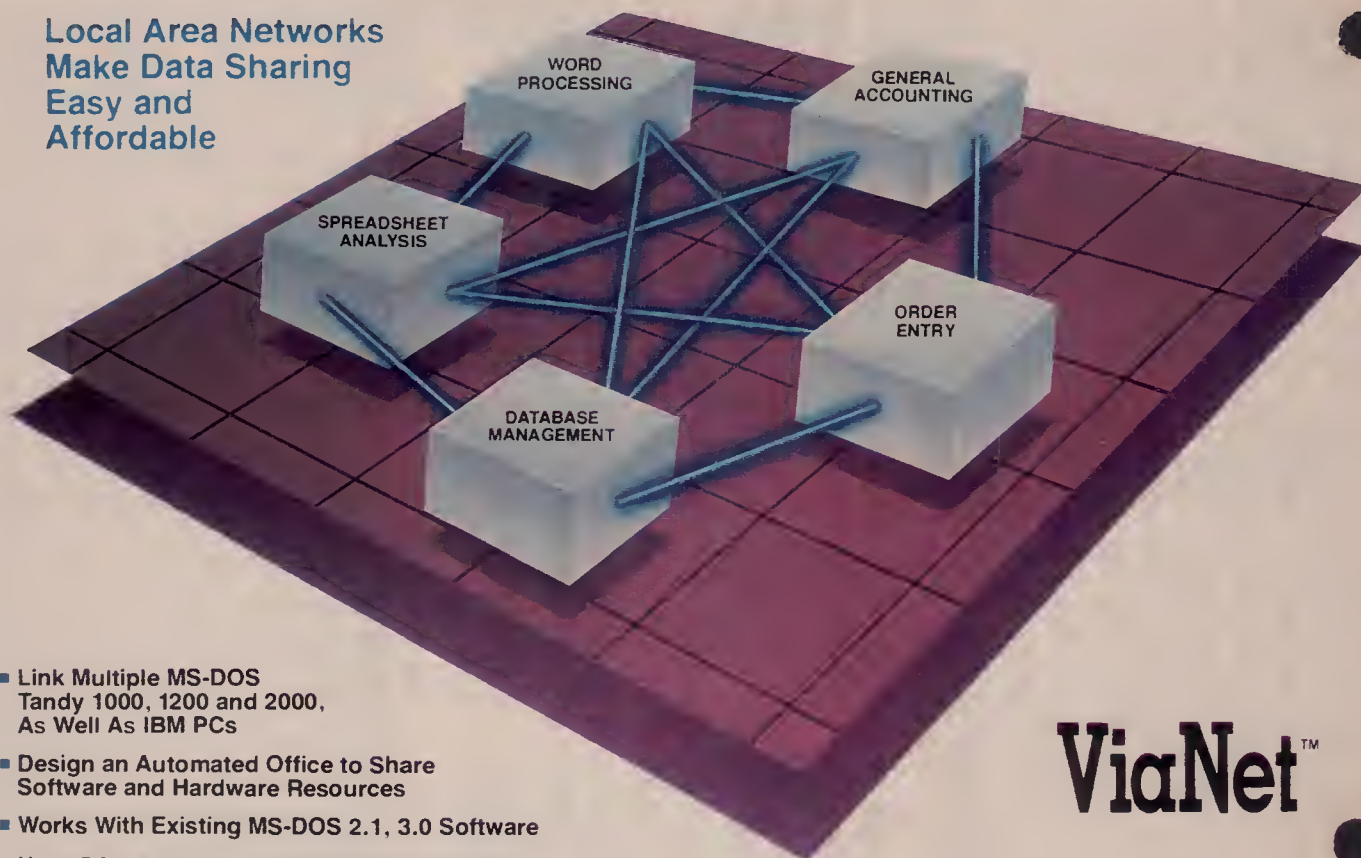 Local Area Networks
Make Data Sharing
Easy and
Affordable
WORD
PROCESSING
GENERAL
ACCOUNTING
SPREADSHEET
ANALYSIS
ORDER
ENTRY
DATABASE
MANAGEMENT
■ Link Multiple MS-DOS
Tandy 1000, 1200 and 2000,
As Well As IBM PCs
■ Design an Automated Office to Share
Software and Hardware Resources
■ Works With Existing MS-DOS 2.1, 3.0 Software
ViaNet™